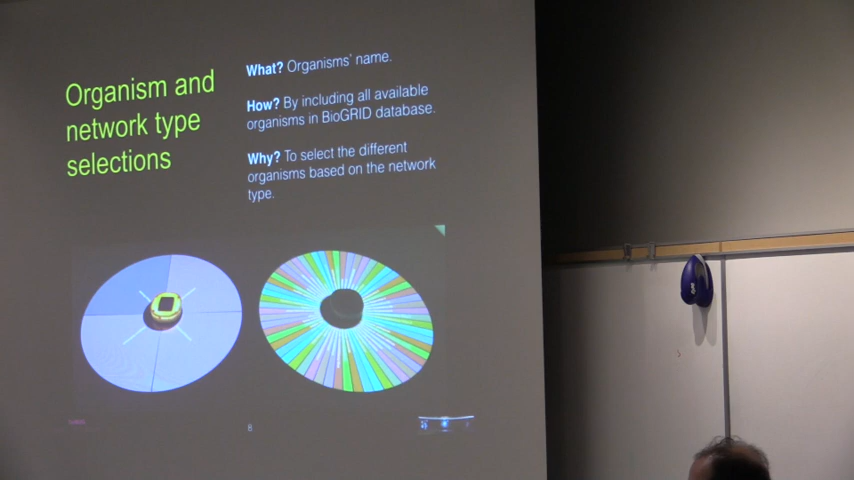 Organism and
network type
selections
What? Organisms' name.
How? By including all available
organisms in BioGRID database.
Why? To select the different
organisms based on the network
type.
8